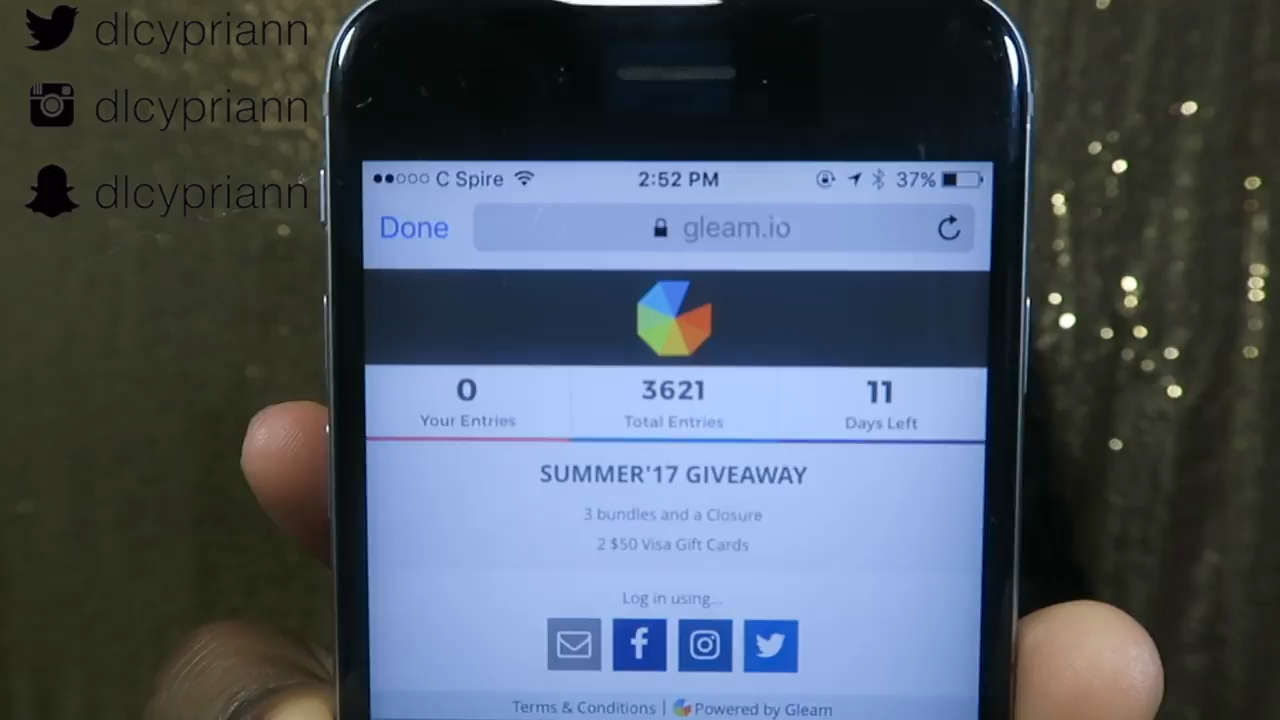 dlcypriann
dlcypriann
dlcypriann
C Spire 2:52 PM 37%
Done gleam.io
0 3621 11
Your Entries Total Entries Days Left
SUMMER'17 GIVEAWAY
3 bundles and a Closure
2 $50 Visa Gift Cards
Log in using...
Terms & Conditions | Powered by Gleam